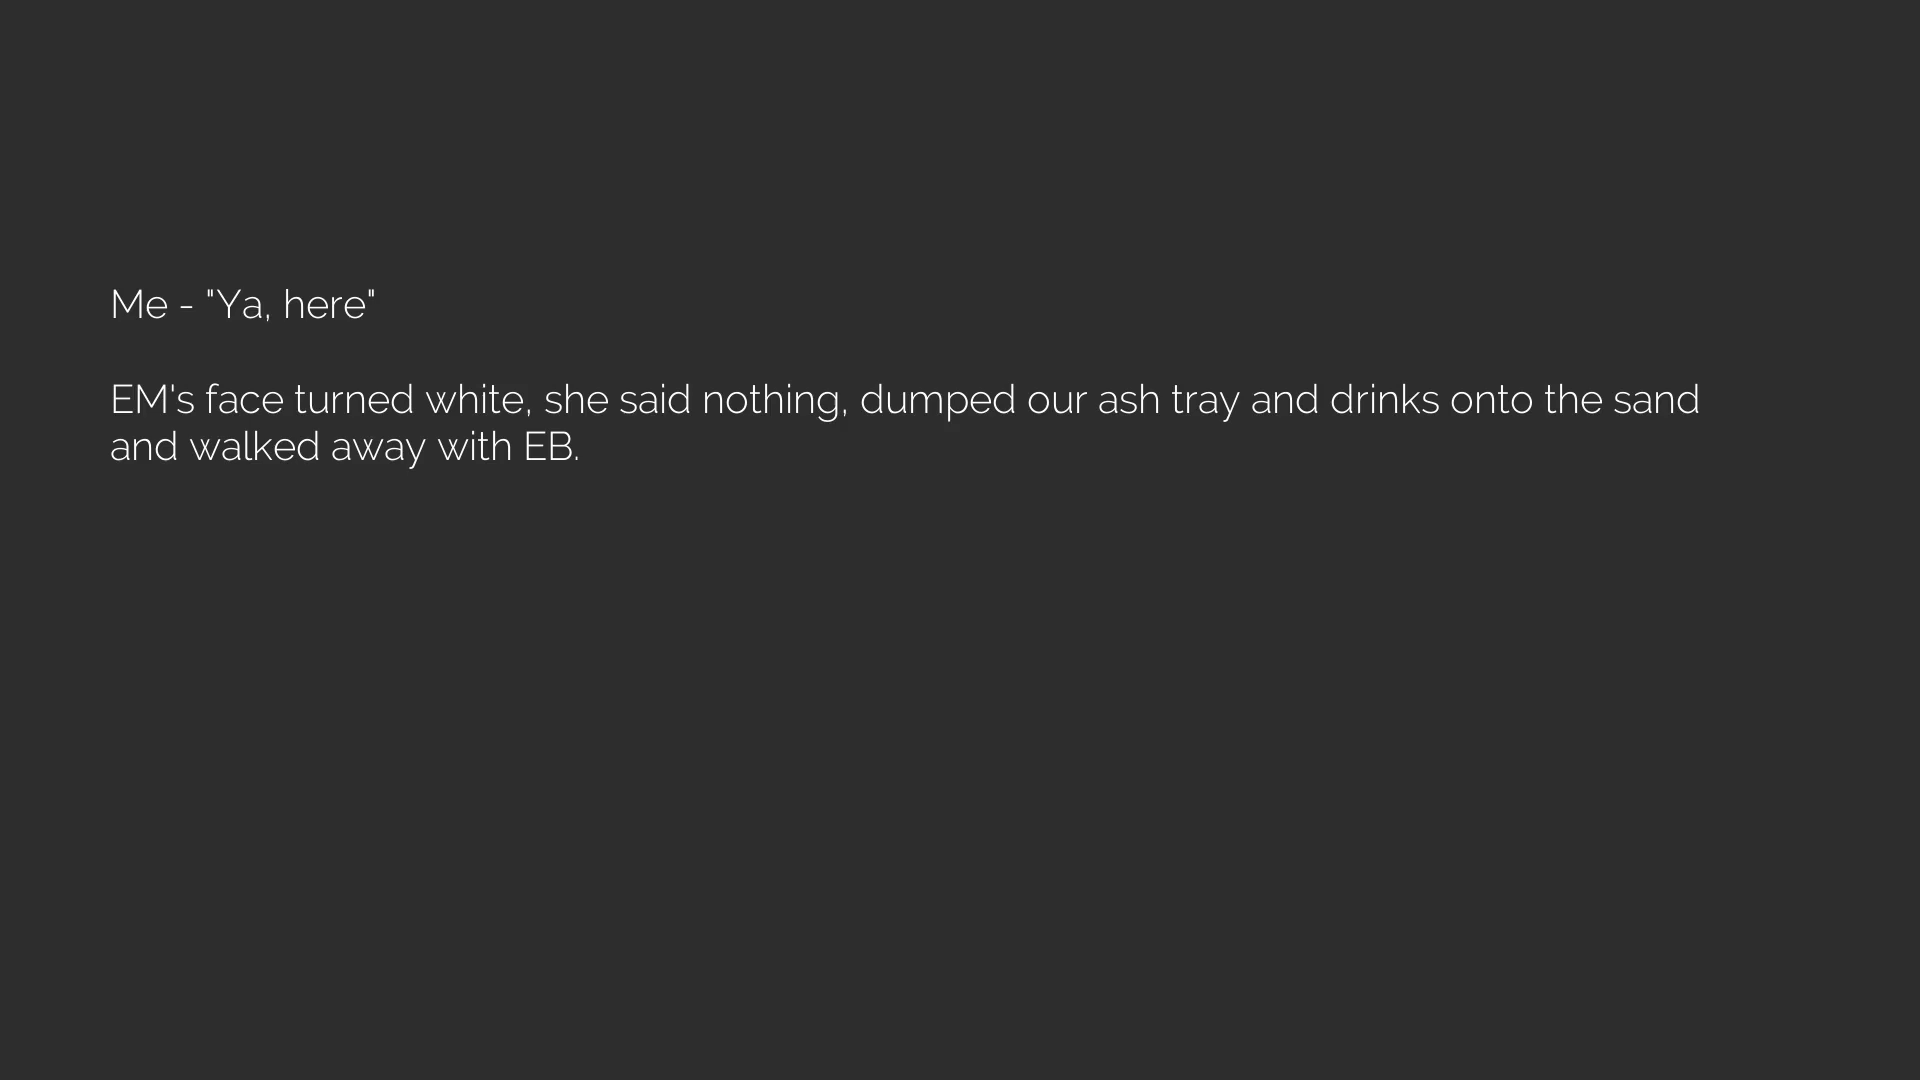 Me - "Ya, here"
EM's face turned white, she said nothing, dumped our ash tray and drinks onto the sand
and walked away with EB.